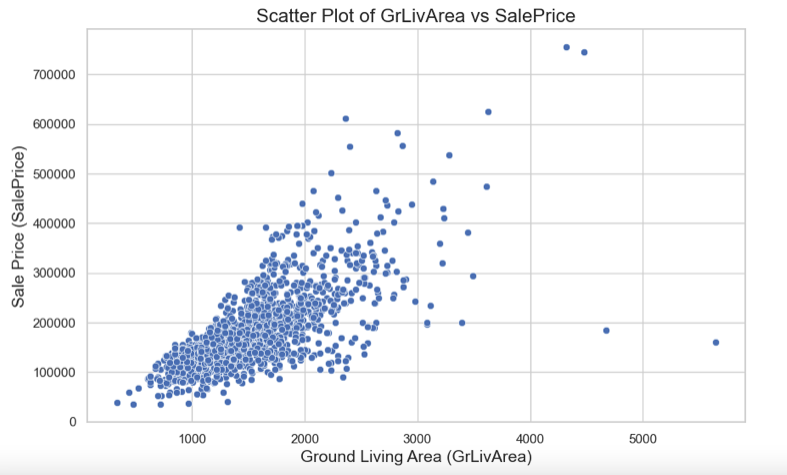 Scatter Plot of GrLivArea vs SalePrice
700000
600000
500000
400000
300000
200000
100000
0
Sale Price (SalePrice)
1000 2000 3000 4000 5000
Ground Living Area (GrLivArea)